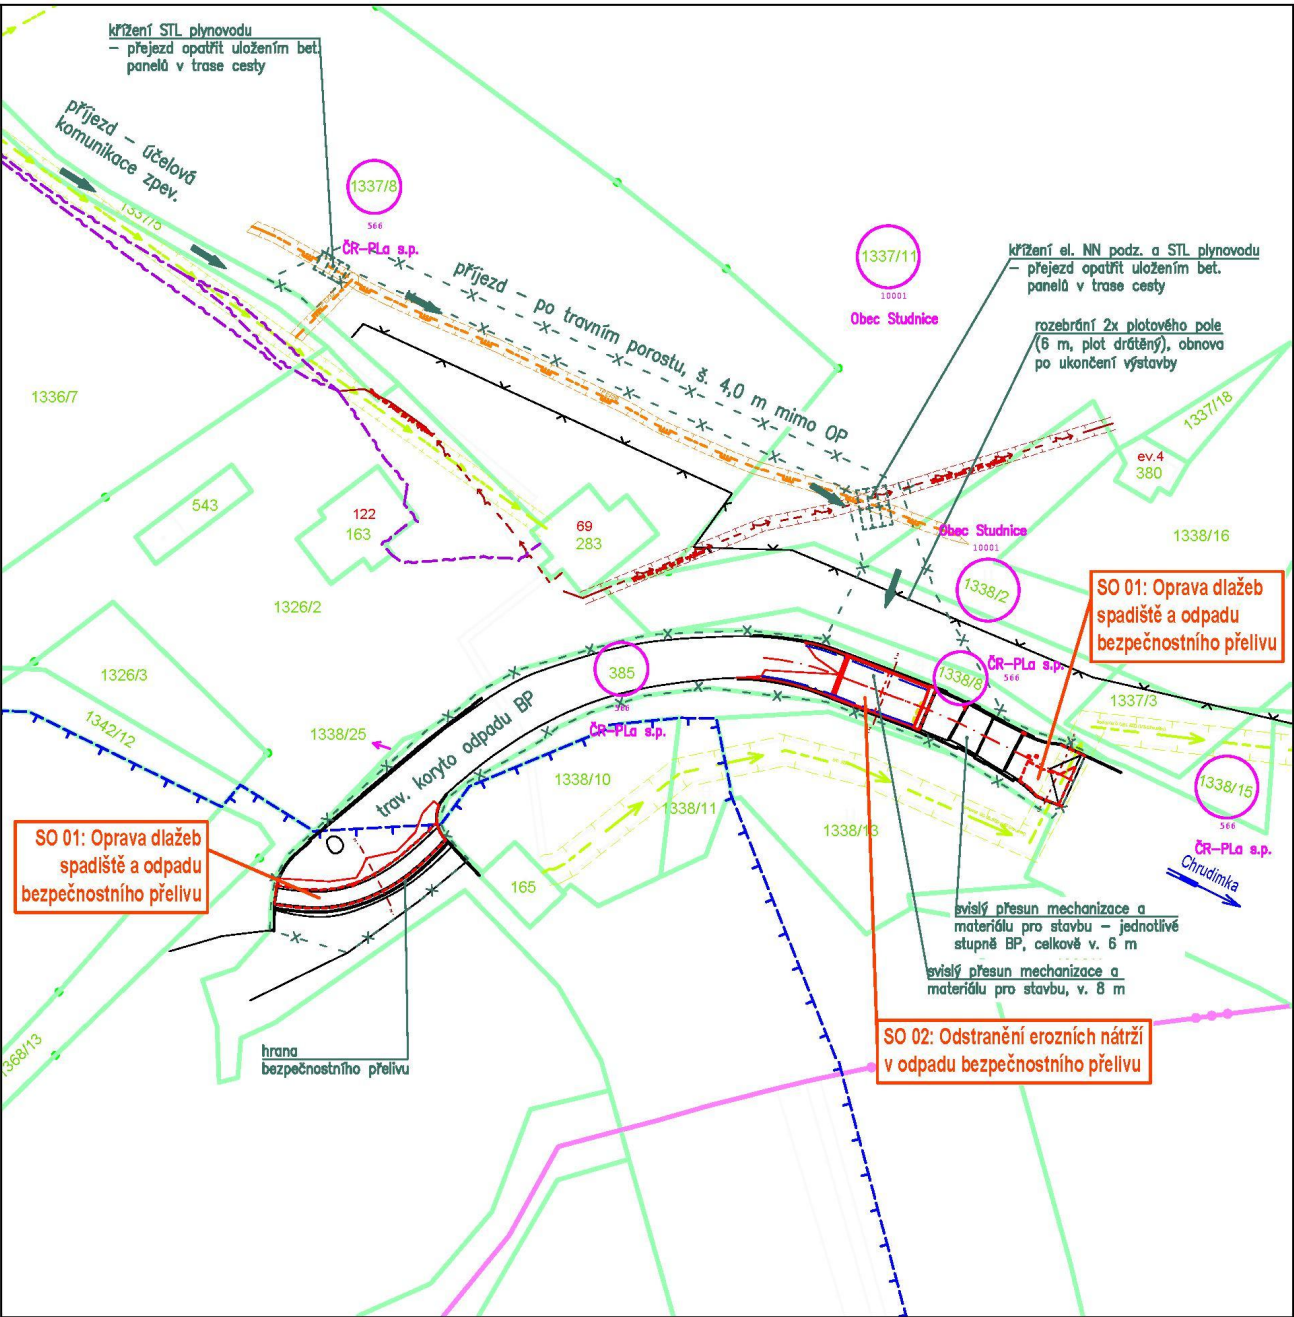 křížení STL plynovodu
– přejezd opatřit uložením bet.
panelů v trase cesty
příjezd – účelová
komunikace zpev.
1337/5
1337/8
566
ČR-PLa s.p.
1337/11
10001
Obec Studnice
křížení el. NN podz. a STL plynovodu
– přejezd opatřit uložením bet.
panelů v trase cesty
rozebrání 2x plotového pole
(6 m, plot drátěný), obnova
po ukončení výstavby
příjezd – po travním porostu, š. 4,0 m mimo OP
1336/7
1337/18
ev.4
380
543
122
163
69
283
Obec Studnice
10001
1338/16
1338/2
SO 01: Oprava dlažeb
spadiště a odpadu
bezpečnostního přelivu
1326/2
1326/3
385
566
ČR-PLa s.p.
1338/8
ČR-PLa s.p.
566
1337/3
1342/12
1338/25
trav. koryto odpadu BP
1338/10
1338/11
1338/13
1338/15
566
ČR-PLa s.p.
Chrudimka
SO 01: Oprava dlažeb
spadiště a odpadu
bezpečnostního přelivu
165
svislý přesun mechanizace a
materiálu pro stavbu – jednotlivé
stupně BP, celkově v. 6 m
svislý přesun mechanizace a
materiálu pro stavbu, v. 8 m
SO 02: Odstranění erozních nátrží
v odpadu bezpečnostního přelivu
1368/13
hrana
bezpečnostního přelivu